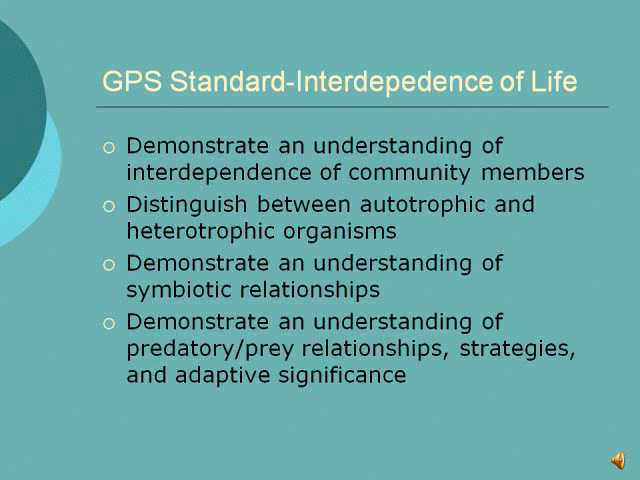 GPS Standard-Interdepedence of Life
Demonstrate an understanding of
interdependence of community members
Distinguish between autotrophic and
heterotrophic organisms
Demonstrate an understanding of
symbiotic relationships
Demonstrate an understanding of
predatory/prey relationships, strategies,
and adaptive significance